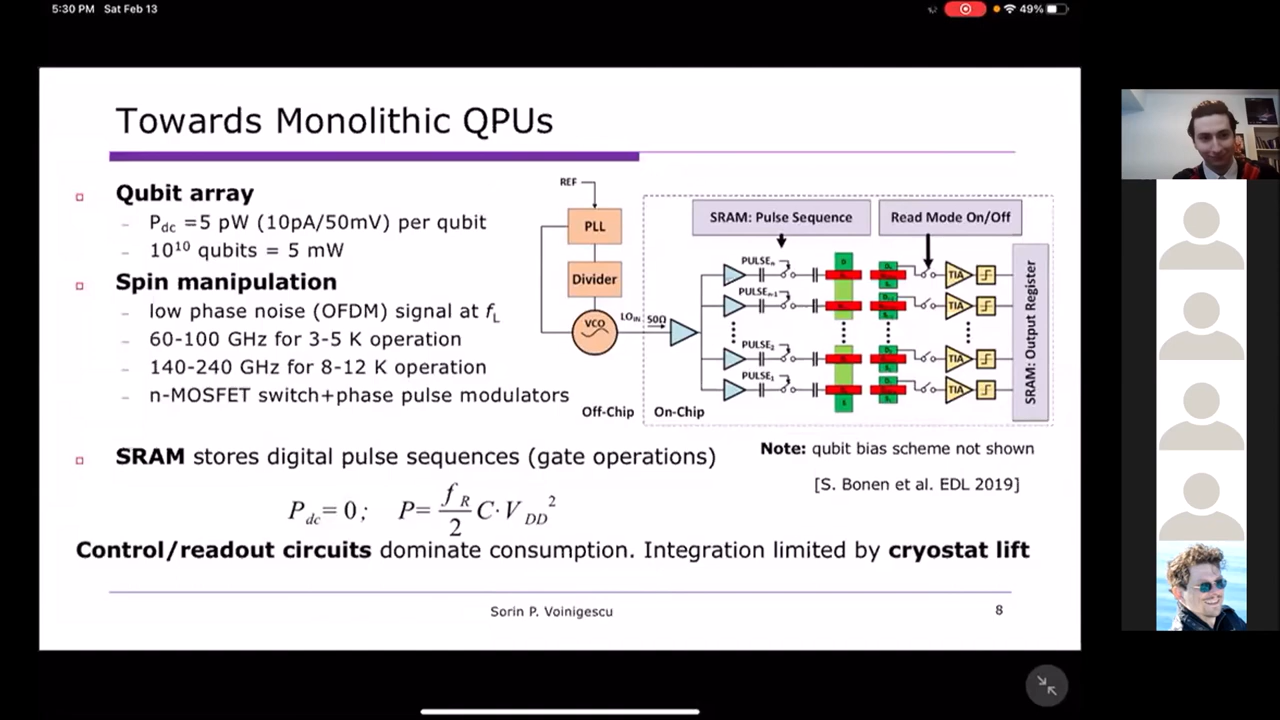 5:30 PM Sat Feb 13
49%
Towards Monolithic QPUs
Qubit array
- Pdc =5 pW (10pA/50mV) per qubit
- 10¹⁰ qubits = 5 mW
Spin manipulation
- low phase noise (OFDM) signal at fL
- 60-100 GHz for 3-5 K operation
- 140-240 GHz for 8-12 K operation
- n-MOSFET switch+phase pulse modulators
REF
PLL
Divider
VCO
LOIN
50Ω
Off-Chip
On-Chip
SRAM: Pulse Sequence
Read Mode On/Off
PULSEn
PULSEn-1
PULSE2
PULSE1
TIA
TIA
TIA
TIA
SRAM: Output Register
Note: qubit bias scheme not shown
[S. Bonen et al. EDL 2019]
SRAM stores digital pulse sequences (gate operations)
Pdc = 0; P = fR/2 C·VDD²
Control/readout circuits dominate consumption. Integration limited by cryostat lift
Sorin P. Voinigescu
8